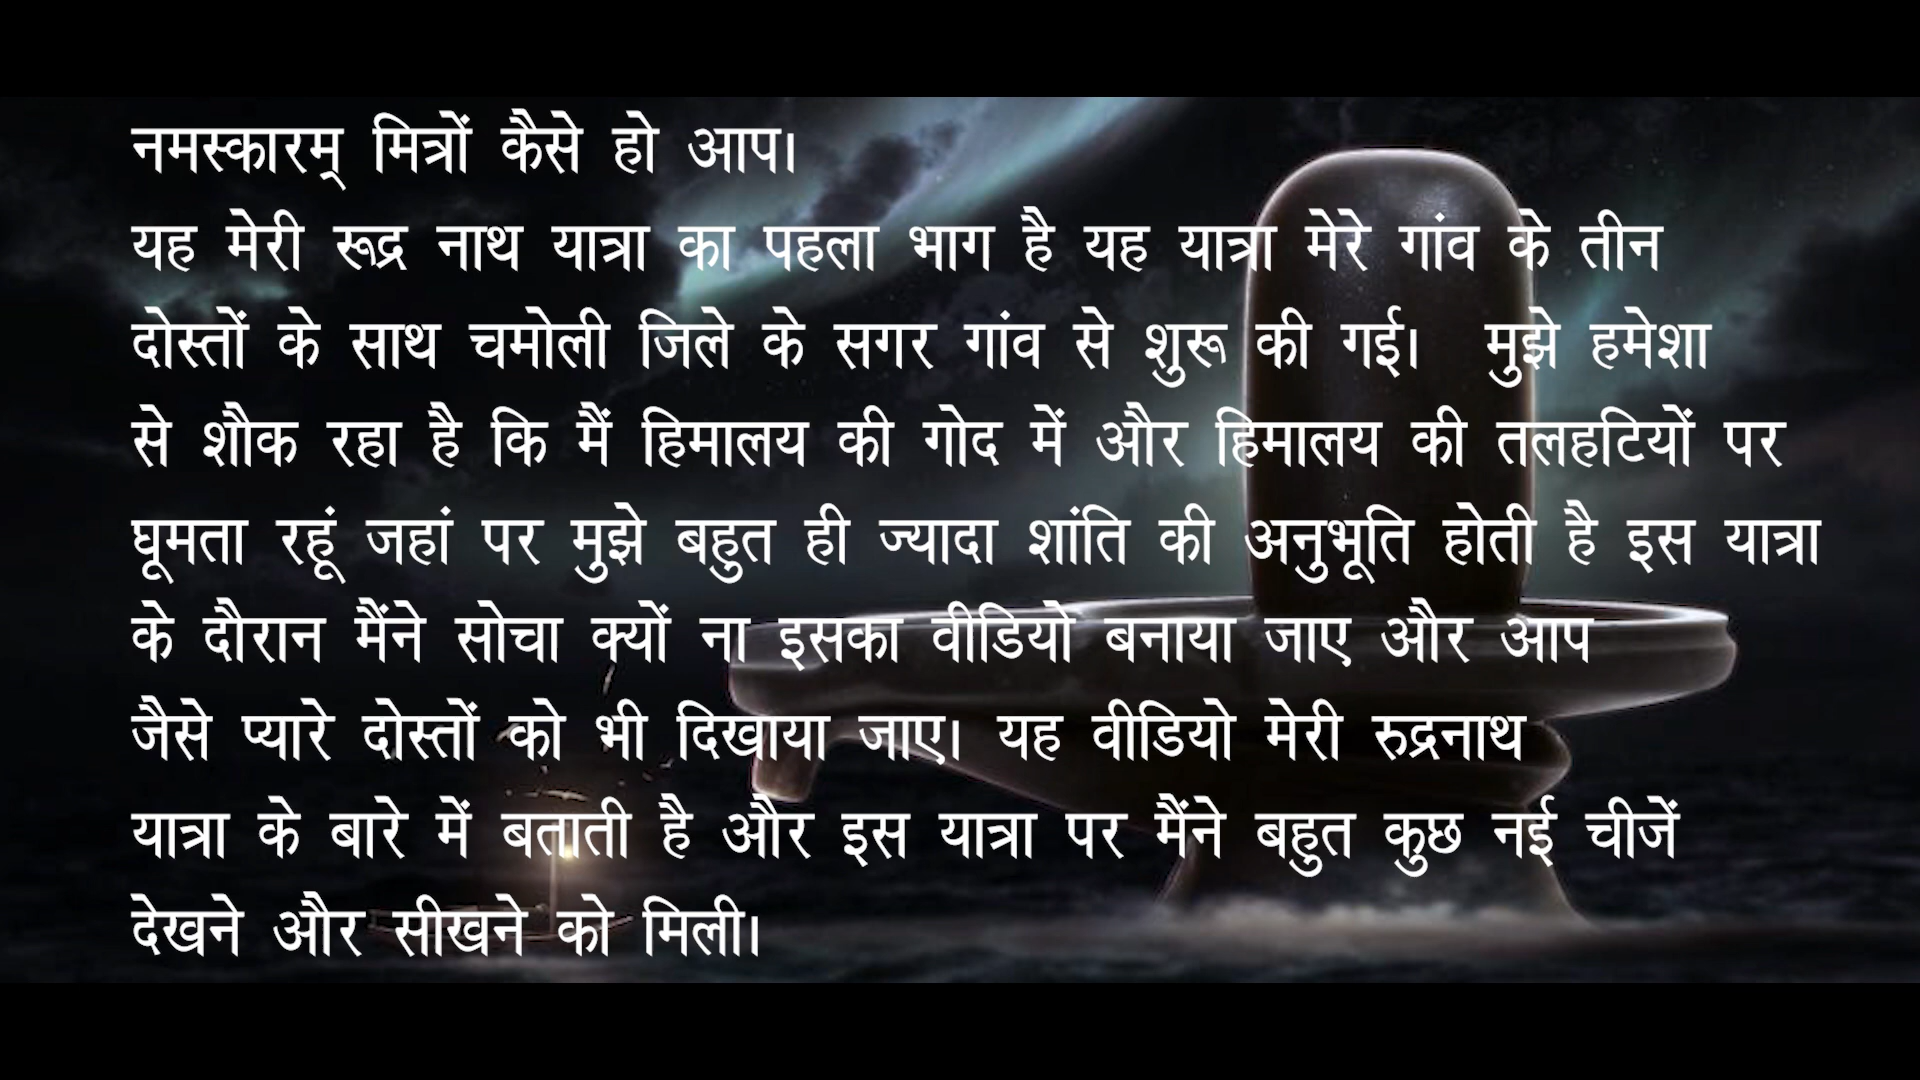 नमस्कारम् मित्रों कैसे हो आप।
यह मेरी रूद्र नाथ यात्रा का पहला भाग है यह यात्रा मेरे गांव के तीन
दोस्तों के साथ चमोली जिले के सगर गांव से शुरू की गई। मुझे हमेशा
से शौक रहा है कि मैं हिमालय की गोद में और हिमालय की तलहटियों पर
घूमता रहूं जहां पर मुझे बहुत ही ज्यादा शांति की अनुभूति होती है इस यात्रा
के दौरान मैंने सोचा क्यों ना इसका वीडियो बनाया जाए और आप
जैसे प्यारे दोस्तों को भी दिखाया जाए। यह वीडियो मेरी रुद्रनाथ
यात्रा के बारे में बताती है और इस यात्रा पर मैंने बहुत कुछ नई चीजें
देखने और सीखने को मिली।